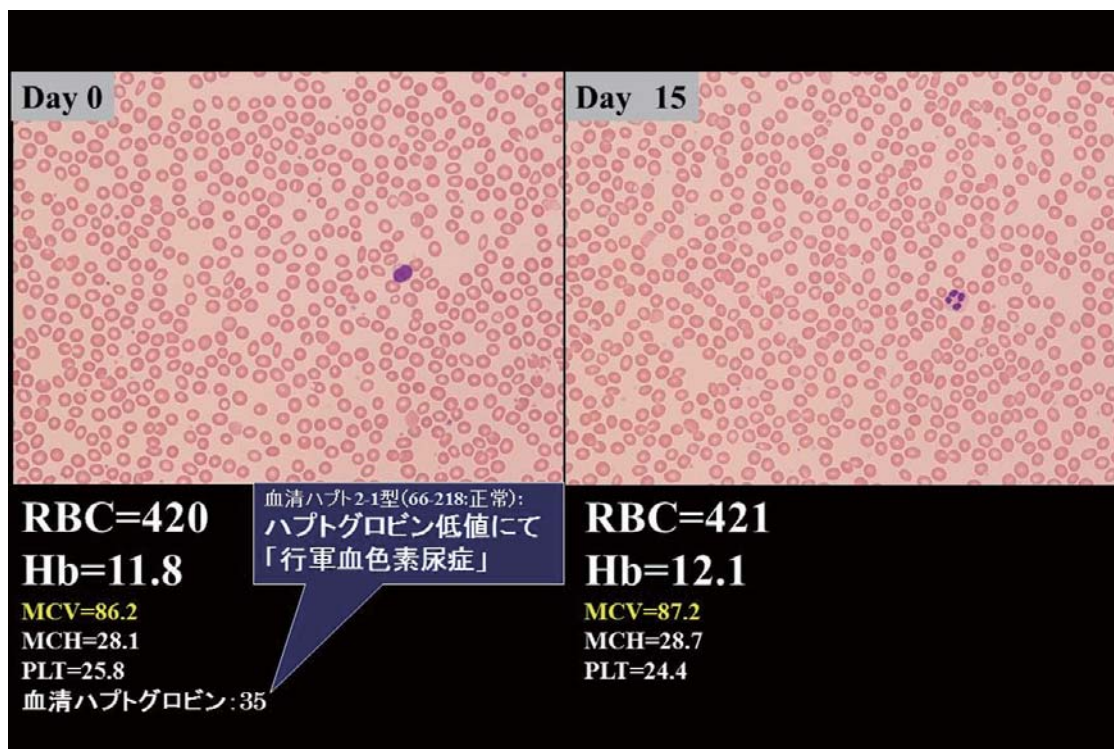 Day 0
RBC=420
Hb=11.8
MCV=86.2
MCH=28.1
PLT=25.8
血清ハプトグロビン:35
血清ハプト2-1型(66-218:正常):
ハプトグロビン低値にて
「行軍血色素尿症」
Day 15
RBC=421
Hb=12.1
MCV=87.2
MCH=28.7
PLT=24.4